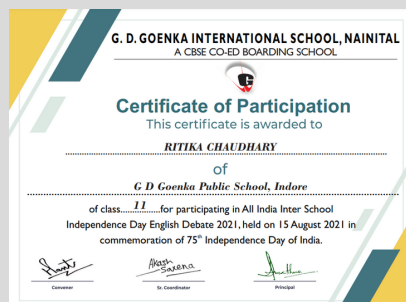 G. D. GOENKA INTERNATIONAL SCHOOL, NAINITAL
A CBSE CO-ED BOARDING SCHOOL
G
Certificate of Participation
This certificate is awarded to
RITIKA CHAUDHARY
of
G D Goenka Public School, Indore
of class.....11.....for participating in All India Inter School
Independence Day English Debate 2021, held on 15 August 2021 in
commemoration of 75th Independence Day of India.
Akash
Saxena
Convener Sr. Coordinator Principal